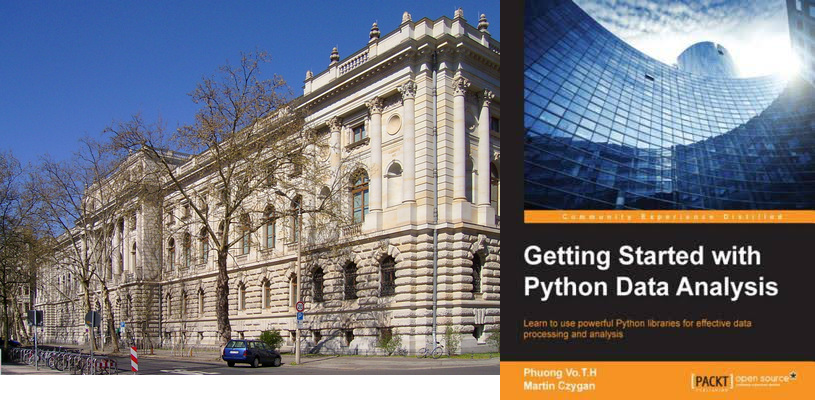 Community Experience Distilled
Getting Started with
Python Data Analysis
Learn to use powerful Python libraries for effective data
processing and analysis
Phuong Vo.T.H
Martin Czygan
[PACKT] open source*
PUBLISHING